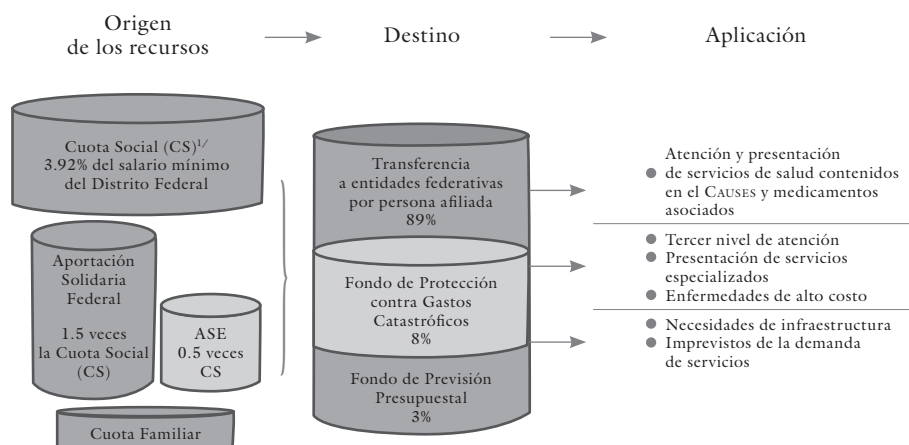 Origen
de los recursos
Destino
Aplicación
Cuota Social (CS)1/
3.92% del salario mínimo
del Distrito Federal
Aportación
Solidaria
Federal
1.5 veces
la Cuota Social
(CS)
ASE
0.5 veces
CS
Cuota Familiar
Transferencia
a entidades federativas
por persona afiliada
89%
Fondo de Protección
contra Gastos
Catastróficos
8%
Fondo de Previsión
Presupuestal
3%
Atención y presentación
● de servicios de salud contenidos
en el CAUSES y medicamentos
asociados
● Tercer nivel de atención
● Presentación de servicios
especializados
● Enfermedades de alto costo
● Necesidades de infraestructura
● Imprevistos de la demanda
de servicios